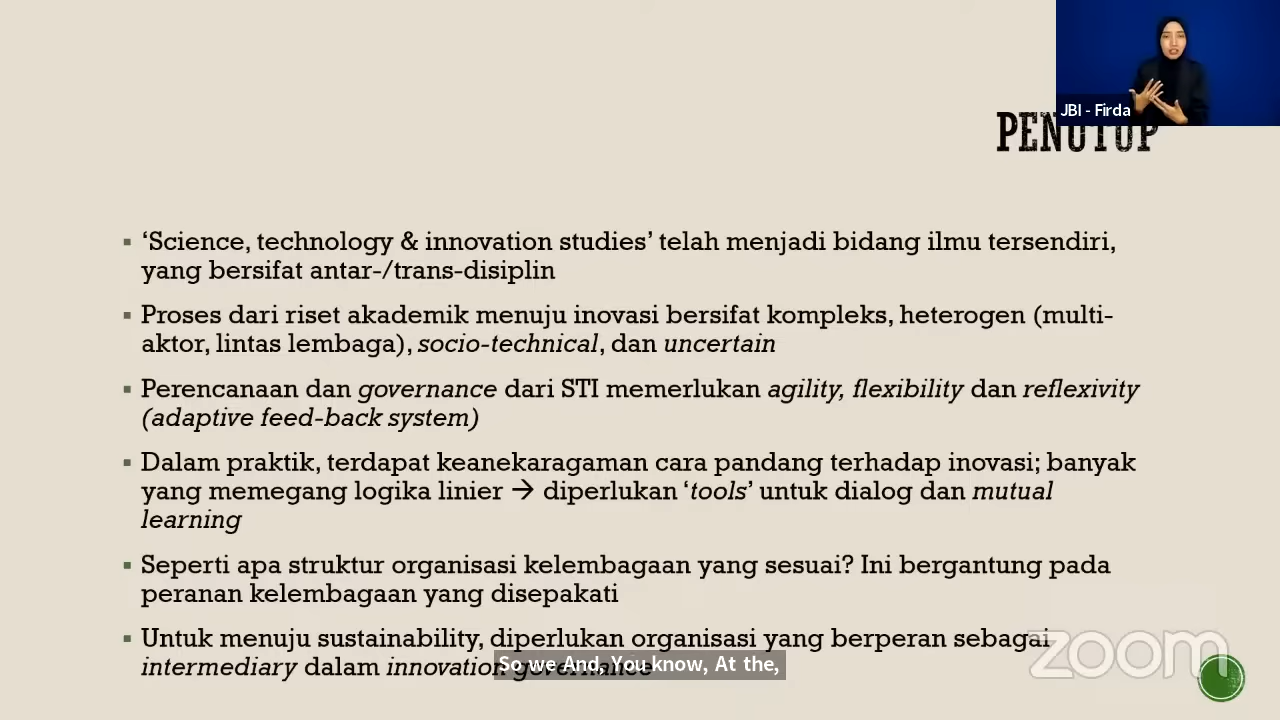 JBI - Firda
PENUTUP
▪ ‘Science, technology & innovation studies’ telah menjadi bidang ilmu tersendiri,
yang bersifat antar-/trans-disiplin
▪ Proses dari riset akademik menuju inovasi bersifat kompleks, heterogen (multi-
aktor, lintas lembaga), socio-technical, dan uncertain
▪ Perencanaan dan governance dari STI memerlukan agility, flexibility dan reflexivity
(adaptive feed-back system)
▪ Dalam praktik, terdapat keanekaragaman cara pandang terhadap inovasi; banyak
yang memegang logika linier → diperlukan ‘tools’ untuk dialog dan mutual
learning
▪ Seperti apa struktur organisasi kelembagaan yang sesuai? Ini bergantung pada
peranan kelembagaan yang disepakati
▪ Untuk menuju sustainability, diperlukan organisasi yang berperan sebagai
intermediary dalam innovation governance
So we And, You know, At the,
zoom